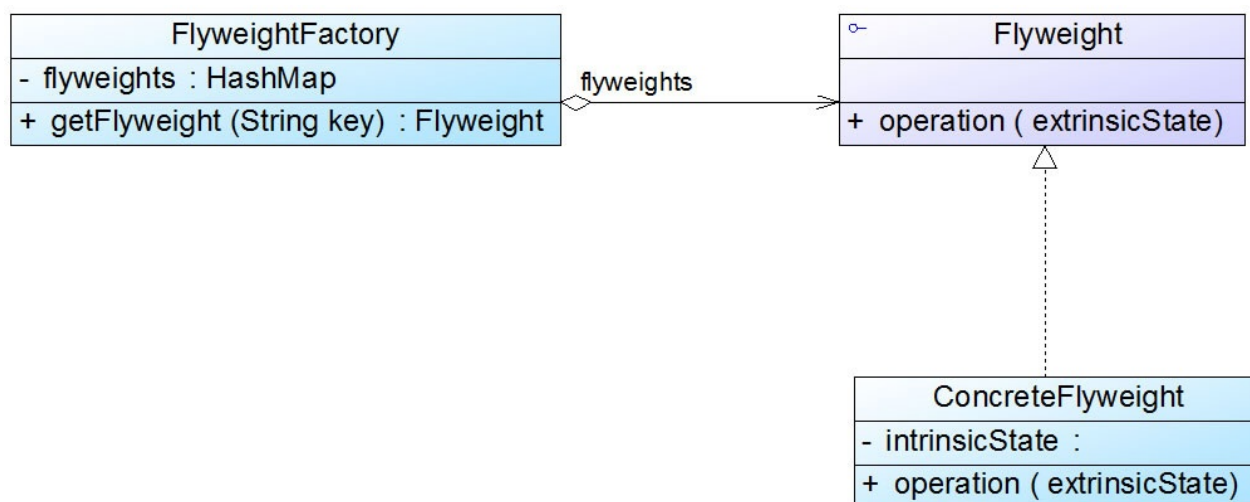 FlyweightFactory
- flyweights : HashMap
+ getFlyweight (String key) : Flyweight
flyweights
Flyweight
+ operation ( extrinsicState)
ConcreteFlyweight
- intrinsicState :
+ operation ( extrinsicState)